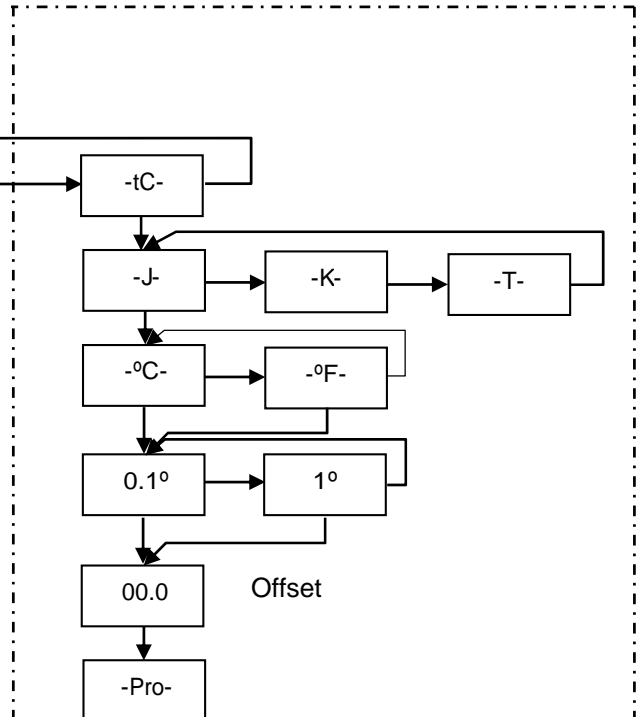 -tC-
-J-
-K-
-T-
-ºC-
-ºF-
0.1º
1º
00.0
Offset
-Pro-